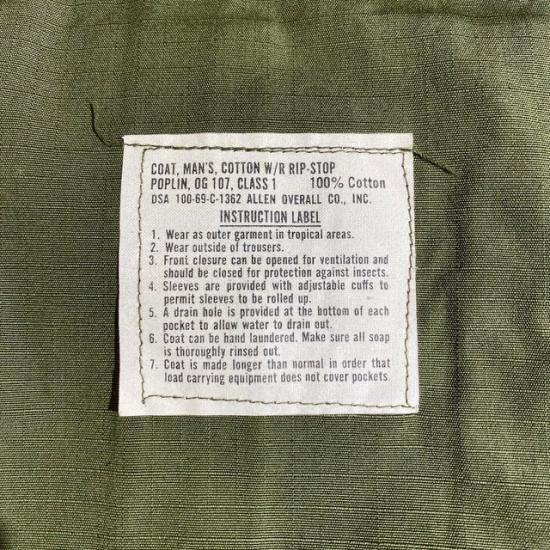 COAT, MAN'S, COTTON W/R RIP-STOP
POPLIN, OG 107, CLASS 1 100% Cotton
DSA 100-69-C-1362 ALLEN OVERALL CO., INC.
INSTRUCTION LABEL
1. Wear as outer garment in tropical areas.
2. Wear outside of trousers.
3. Front closure can be opened for ventilation and
should be closed for protection against insects.
4. Sleeves are provided with adjustable cuffs to
permit sleeves to be rolled up.
5. A drain hole is provided at the bottom of each
pocket to allow water to drain out.
6. Coat can be hand laundered. Make sure all soap
is thoroughly rinsed out.
7. Coat is made longer than normal in order that
load carrying equipment does not cover pockets.